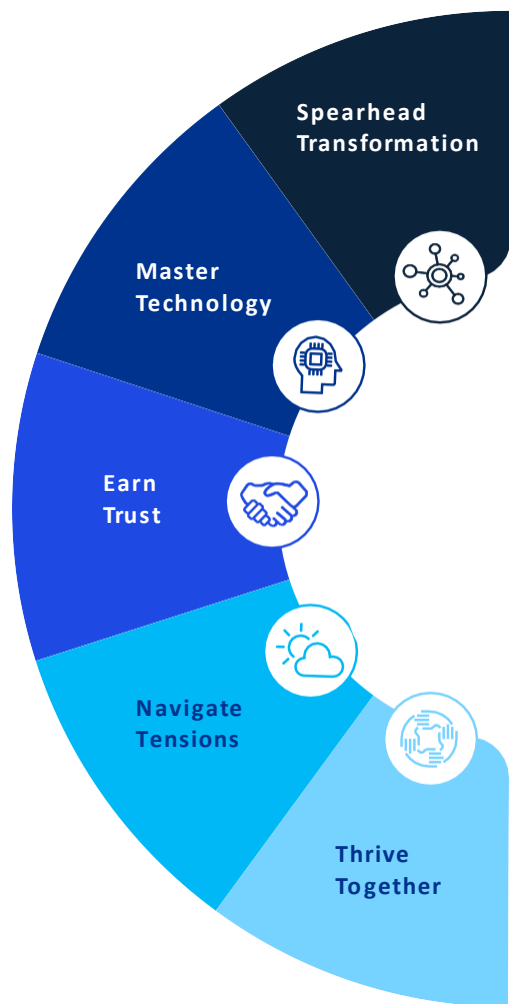 Spearhead
Transformation
Master
Technology
Earn
Trust
Navigate
Tensions
Thrive
Together